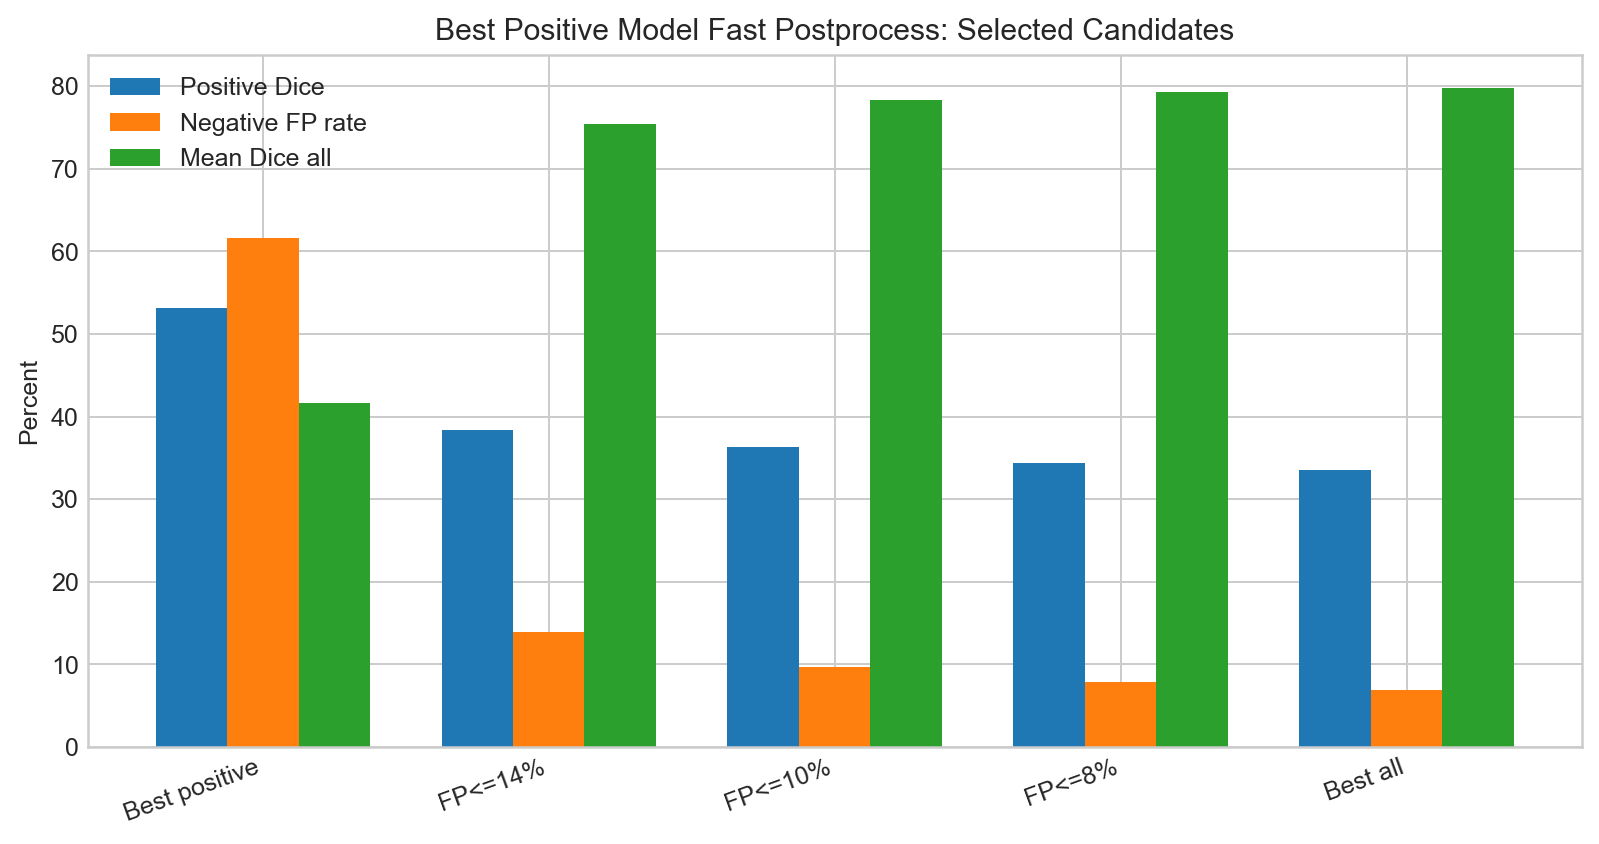 Best Positive Model Fast Postprocess: Selected Candidates
Positive Dice
Negative FP rate
Mean Dice all
Percent
80
70
60
50
40
30
20
10
0
Best positive
FP<=14%
FP<=10%
FP<=8%
Best all